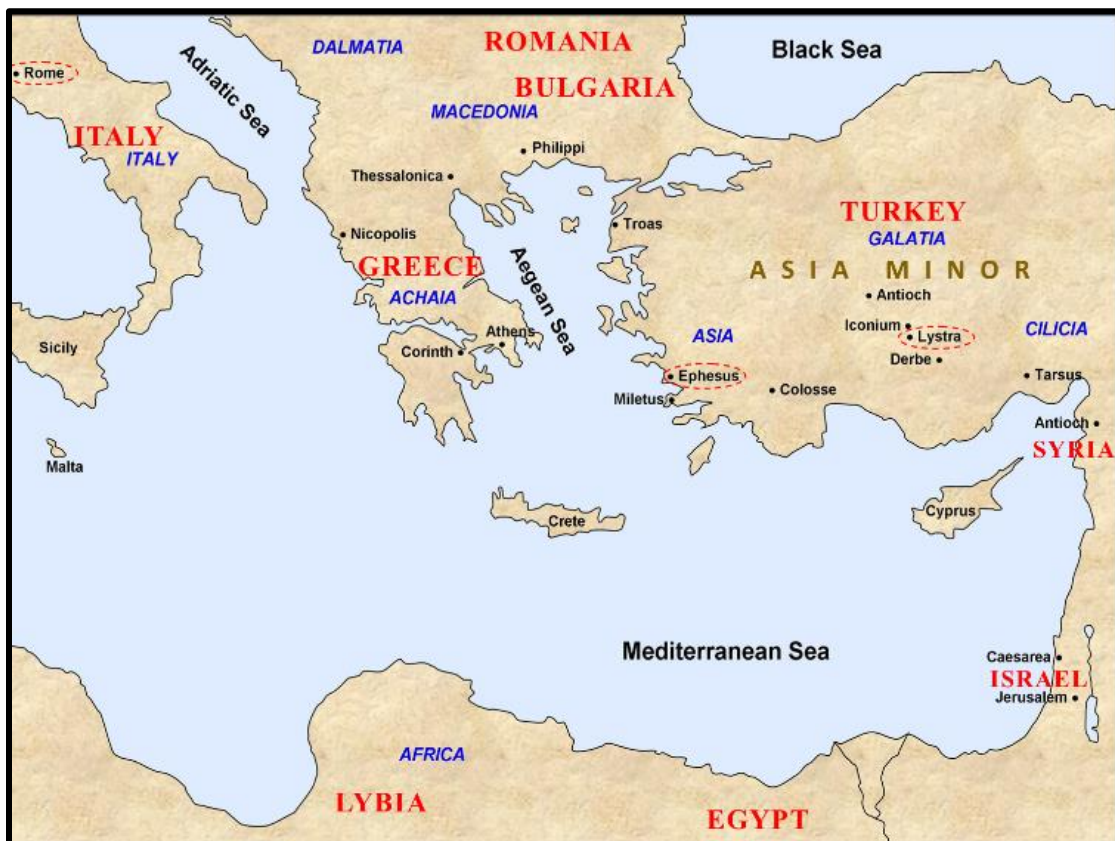 DALMATIA
ROMANIA
Black Sea
Rome
Adriatic Sea
BULGARIA
MACEDONIA
ITALY
ITALY
Philippi
Thessalonica
TURKEY
Troas
Nicopolis
GALATIA
GREECE
Aegean Sea
ASIA MINOR
ACHAIA
Antioch
Iconium
CILICIA
Athens
ASIA
Lystra
Sicily
Corinth
Derbe
Ephesus
Tarsus
Colosse
Miletus
Antioch
SYRIA
Malta
Cyprus
Crete
Mediterranean Sea
Caesarea
ISRAEL
Jerusalem
AFRICA
LYBIA
EGYPT